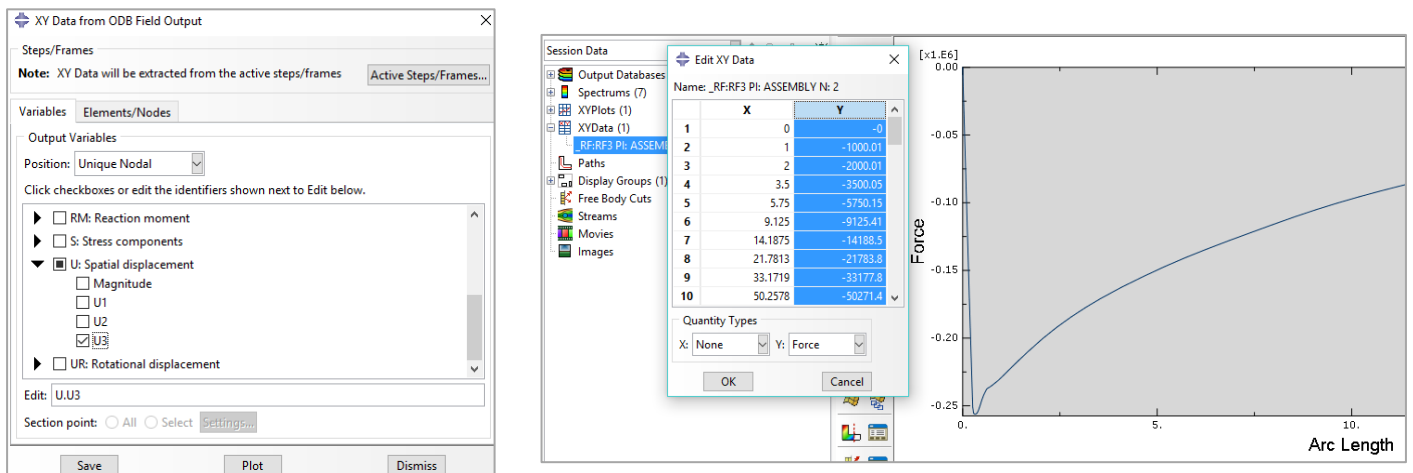 XY Data from ODB Field Output
Steps/Frames
Note: XY Data will be extracted from the active steps/frames
Active Steps/Frames...
Variables Elements/Nodes
Output Variables
Position: Unique Nodal
Click checkboxes or edit the identifiers shown next to Edit below.
RM: Reaction moment
S: Stress components
U: Spatial displacement
Magnitude
U1
U2
U3
UR: Rotational displacement
Edit: U.U3
Section point: All Select Settings...
Save Plot Dismiss
Session Data
Output Databases
Spectrums (7)
XYPlots (1)
XYData (1)
_RF:RF3 PI: ASSEMB
Paths
Display Groups (1)
Free Body Cuts
Streams
Movies
Images
Edit XY Data
Name: _RF:RF3 PI: ASSEMBLY N: 2
X Y
1 0 -0
2 1 -1000.01
3 2 -2000.01
4 3.5 -3500.05
5 5.75 -5750.15
6 9.125 -9125.41
7 14.1875 -14188.5
8 21.7813 -21783.8
9 33.1719 -33177.8
10 50.2578 -50271.4
Quantity Types
X: None Y: Force
OK Cancel
[x1.E6]
0.00
-0.05
-0.10
-0.15
-0.20
-0.25
Force
0. 5. 10.
Arc Length